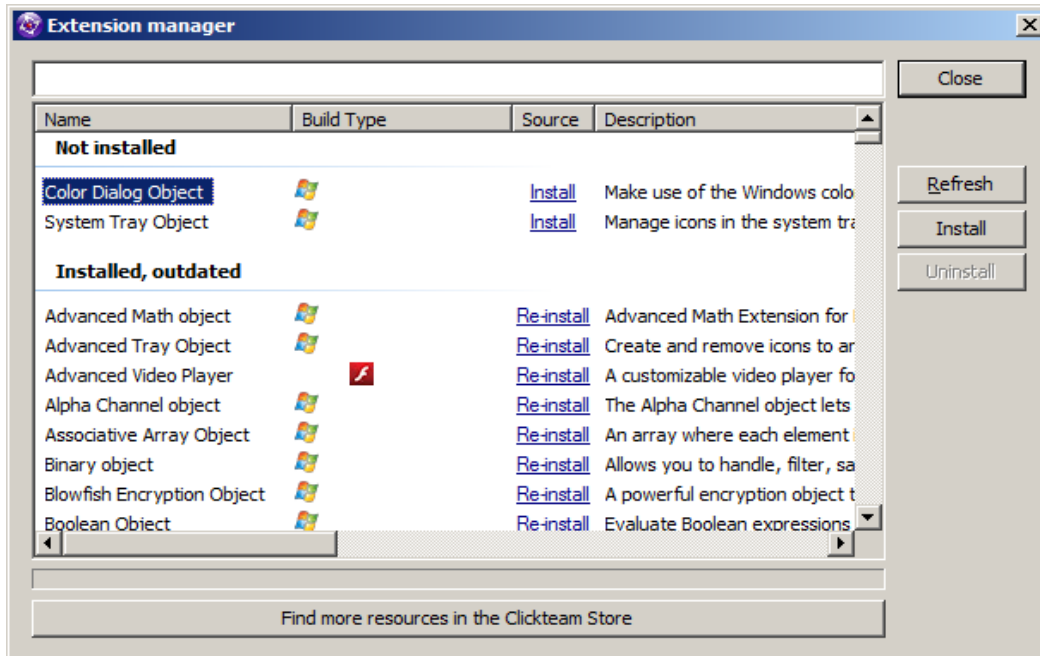 Extension manager
Close
Name Build Type Source Description
Not installed
Color Dialog Object Install Make use of the Windows colo
Refresh
System Tray Object Install Manage icons in the system tra
Install
Installed, outdated
Uninstall
Advanced Math object Re-install Advanced Math Extension for
Advanced Tray Object Re-install Create and remove icons to ar
Advanced Video Player Re-install A customizable video player fo
Alpha Channel object Re-install The Alpha Channel object lets
Associative Array Object Re-install An array where each element
Binary object Re-install Allows you to handle, filter, sa
Blowfish Encryption Object Re-install A powerful encryption object t
Boolean Object Re-install Evaluate Boolean expressions
Find more resources in the Clickteam Store